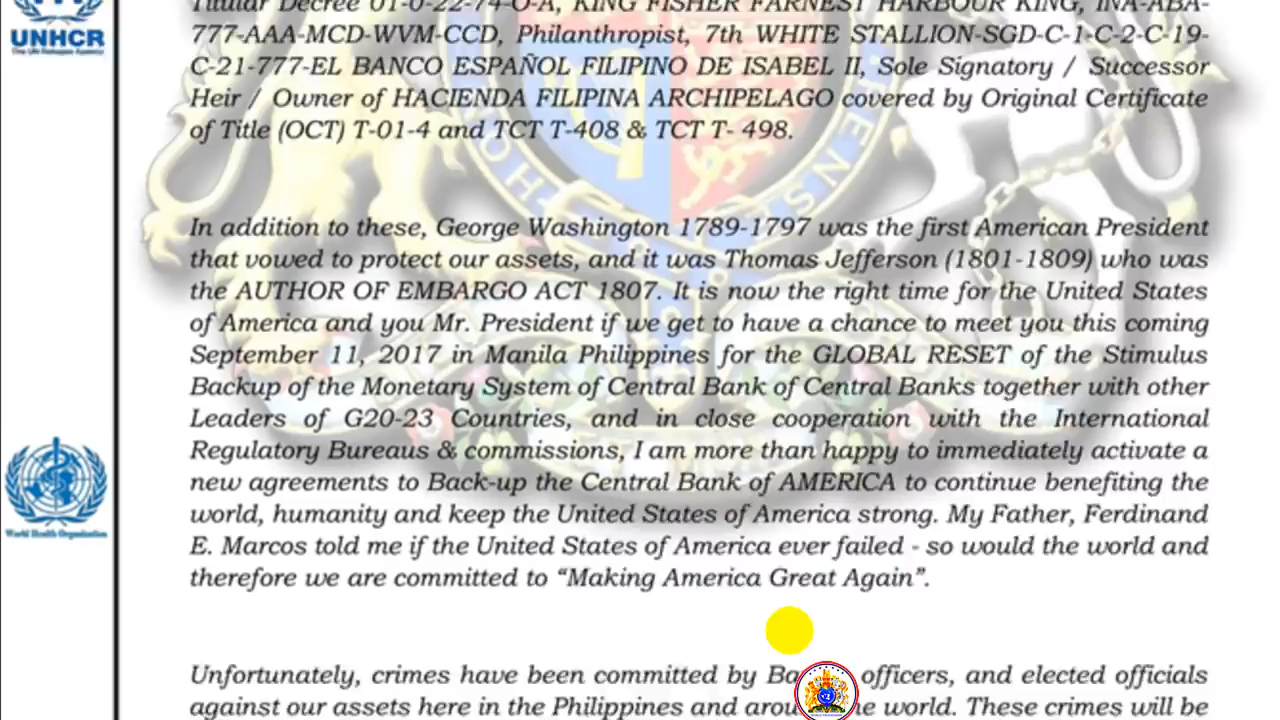 UNHCR
The UN Refugee Agency
Titular Decree 01-0-22-74-O-A, KING FISHER FARNEST HARBOUR KING, INA-ABA-
777-AAA-MCD-WVM-CCD, Philanthropist, 7th WHITE STALLION-SGD-C-1-C-2-C-19-
C-21-777-EL BANCO ESPAÑOL FILIPINO DE ISABEL II, Sole Signatory / Successor
Heir / Owner of HACIENDA FILIPINA ARCHIPELAGO covered by Original Certificate
of Title (OCT) T-01-4 and TCT T-408 & TCT T- 498.
In addition to these, George Washington 1789-1797 was the first American President
that vowed to protect our assets, and it was Thomas Jefferson (1801-1809) who was
the AUTHOR OF EMBARGO ACT 1807. It is now the right time for the United States
of America and you Mr. President if we get to have a chance to meet you this coming
September 11, 2017 in Manila Philippines for the GLOBAL RESET of the Stimulus
Backup of the Monetary System of Central Bank of Central Banks together with other
Leaders of G20-23 Countries, and in close cooperation with the International
Regulatory Bureaus & commissions, I am more than happy to immediately activate a
new agreements to Back-up the Central Bank of AMERICA to continue benefiting the
world, humanity and keep the United States of America strong. My Father, Ferdinand
E. Marcos told me if the United States of America ever failed - so would the world and
therefore we are committed to “Making America Great Again”.
World Health Organization
Unfortunately, crimes have been committed by officers, and elected officials
against our assets here in the Philippines and world. These crimes will be